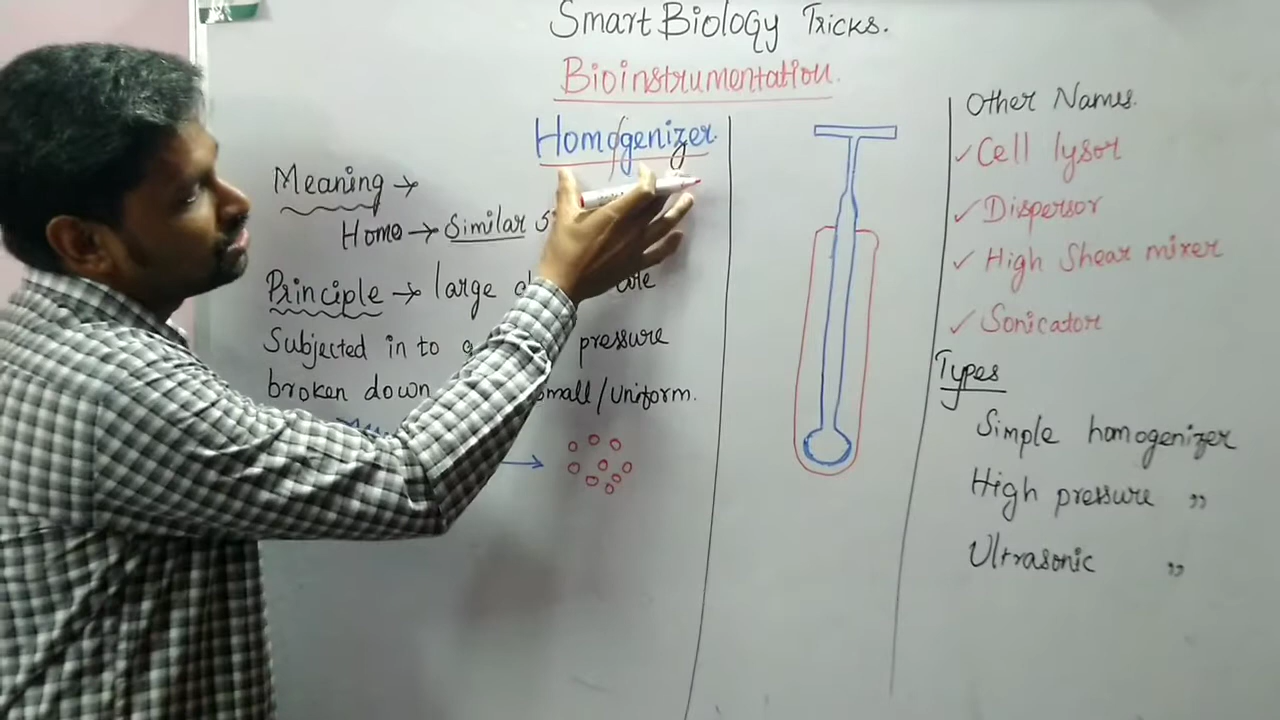 Smart Biology Tricks.
Bioinstrumentation.
Homogenizer.
Meaning →
Homo → Similar
Principle → large
Subjected in to pressure
broken down small/uniform.
Other Names.
✓ Cell lysor
✓ Dispersor
✓ High Shear mixer
✓ Sonicator
Types
Simple homogenizer
High pressure ,,
Ultrasonic ,,